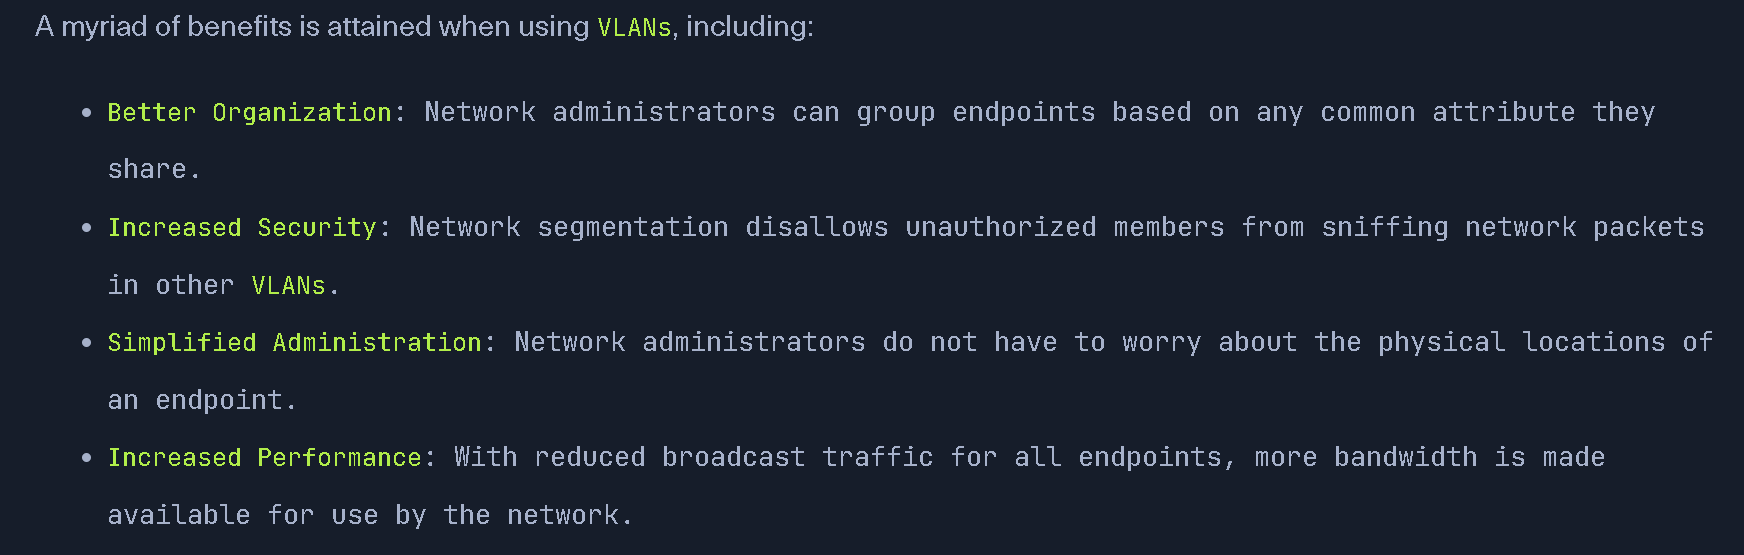 A myriad of benefits is attained when using VLANs, including:
• Better Organization: Network administrators can group endpoints based on any common attribute they
share.
• Increased Security: Network segmentation disallows unauthorized members from sniffing network packets
in other VLANs.
• Simplified Administration: Network administrators do not have to worry about the physical locations of
an endpoint.
• Increased Performance: With reduced broadcast traffic for all endpoints, more bandwidth is made
available for use by the network.